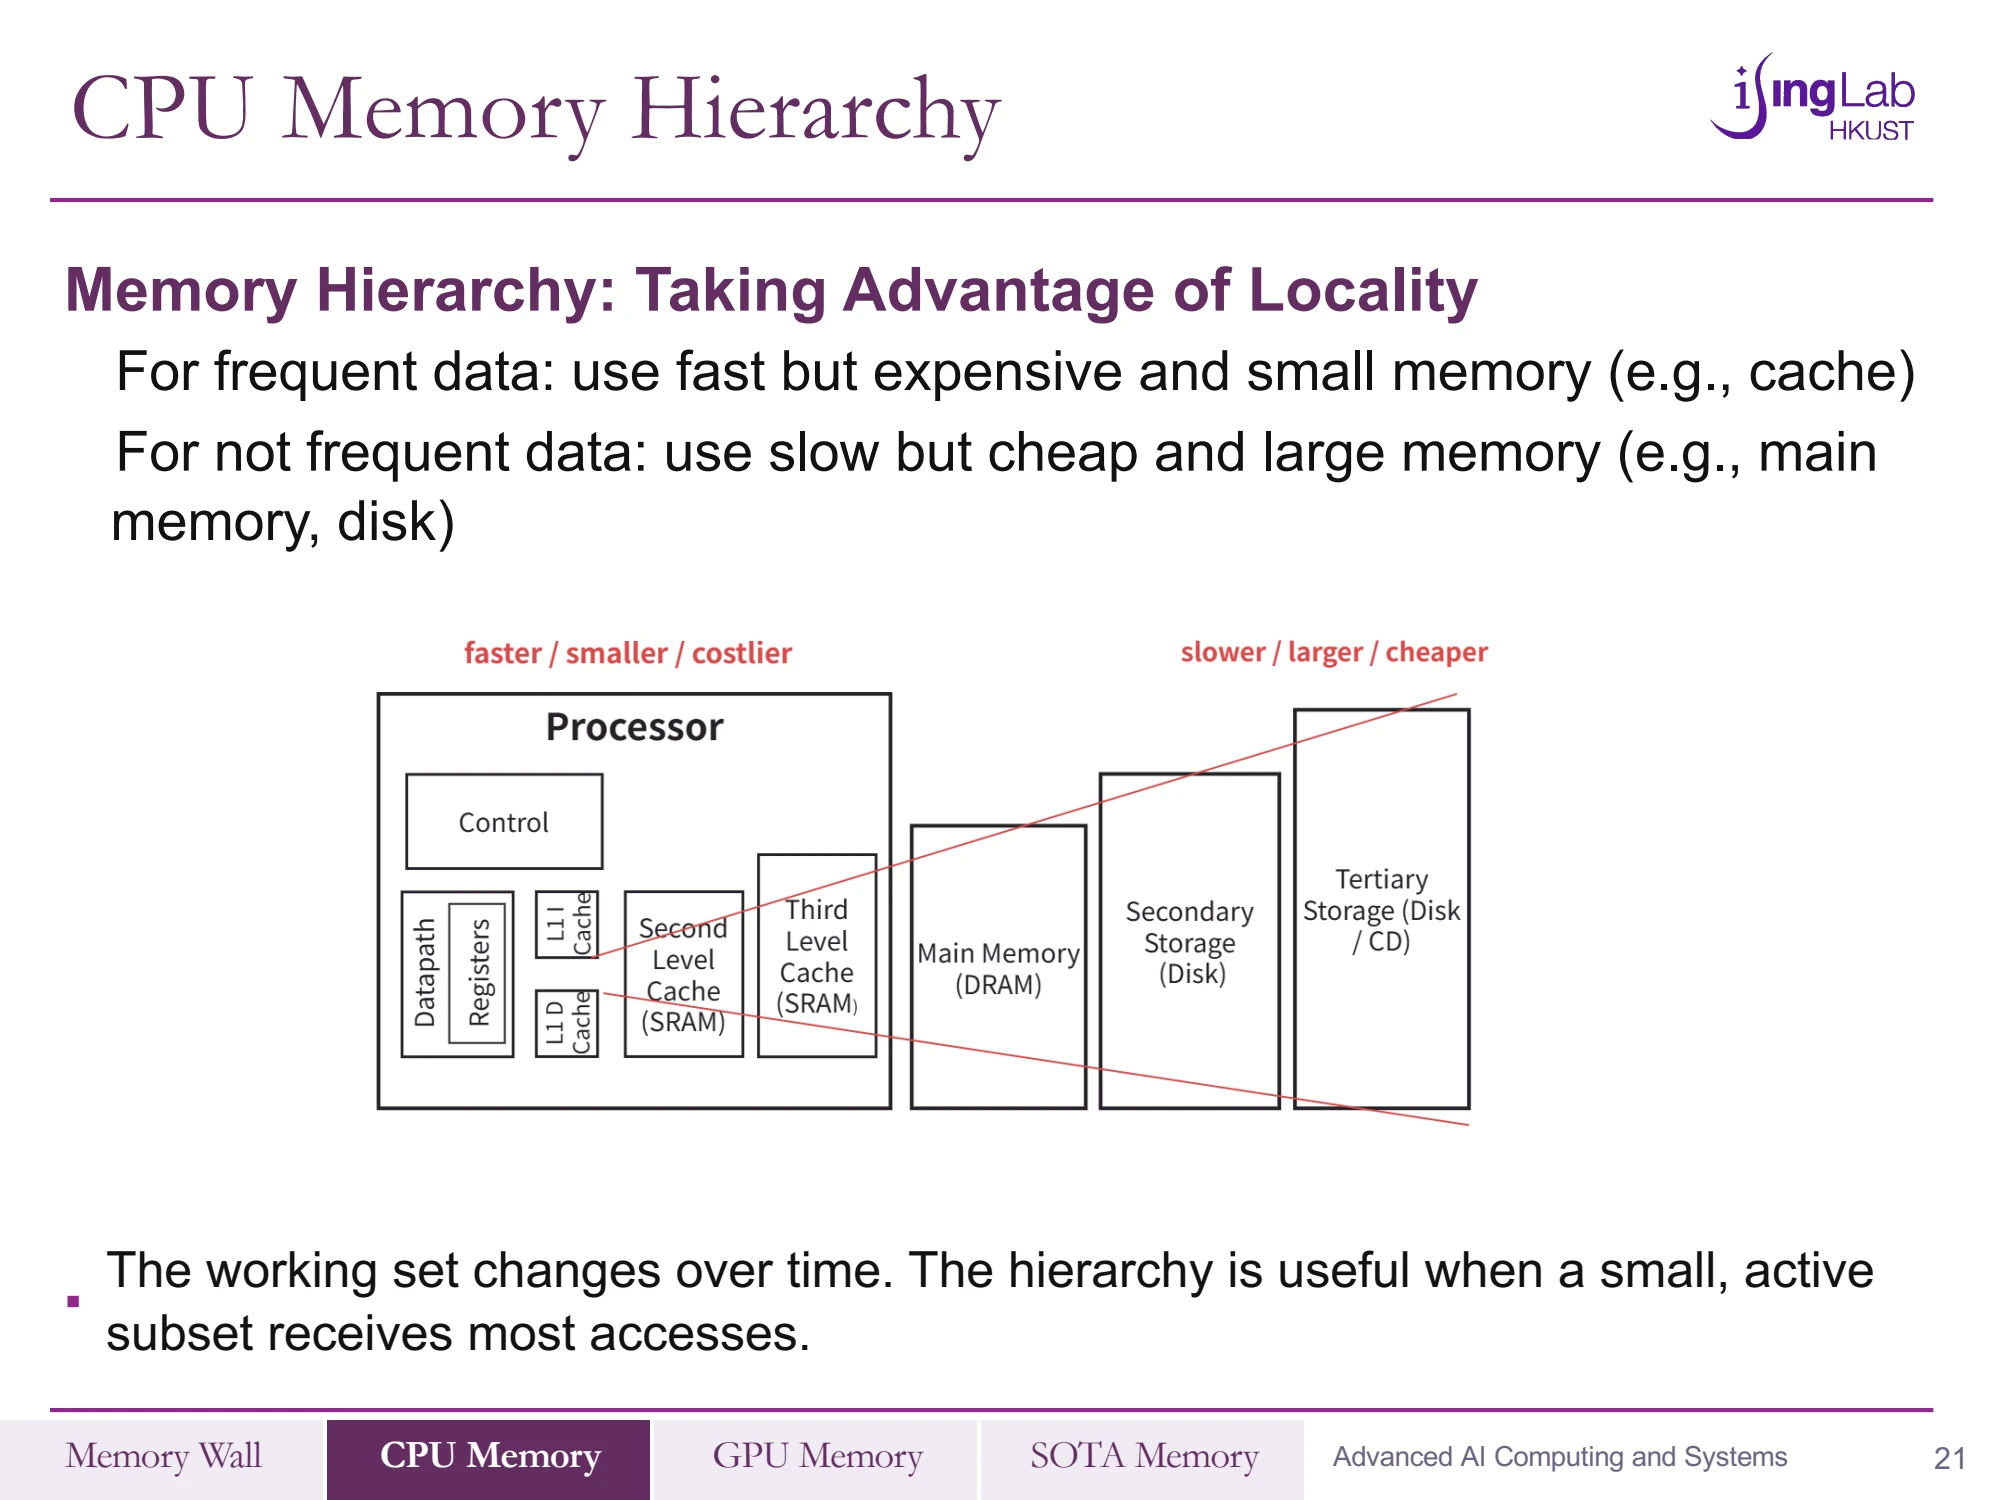 CPU Memory Hierarchy
isingLab
HKUST
Memory Hierarchy: Taking Advantage of Locality
For frequent data: use fast but expensive and small memory (e.g., cache)
For not frequent data: use slow but cheap and large memory (e.g., main
memory, disk)
faster / smaller / costlier
slower / larger / cheaper
Processor
Control
Datapath
Registers
L1 I
Cache
L1 D
Cache
Second
Level
Cache
(SRAM)
Third
Level
Cache
(SRAM)
Main Memory
(DRAM)
Secondary
Storage
(Disk)
Tertiary
Storage (Disk
/ CD)
▪ The working set changes over time. The hierarchy is useful when a small, active
subset receives most accesses.
Memory Wall
CPU Memory
GPU Memory
SOTA Memory
Advanced AI Computing and Systems
21